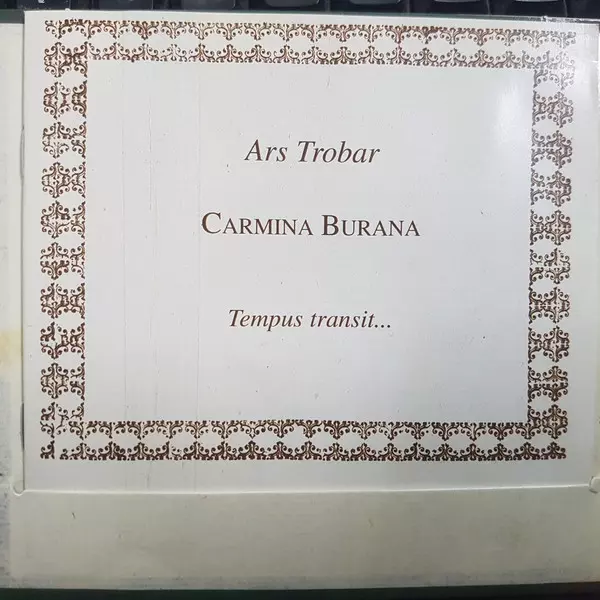 Ars Trobar
CARMINA BURANA
Tempus transit...